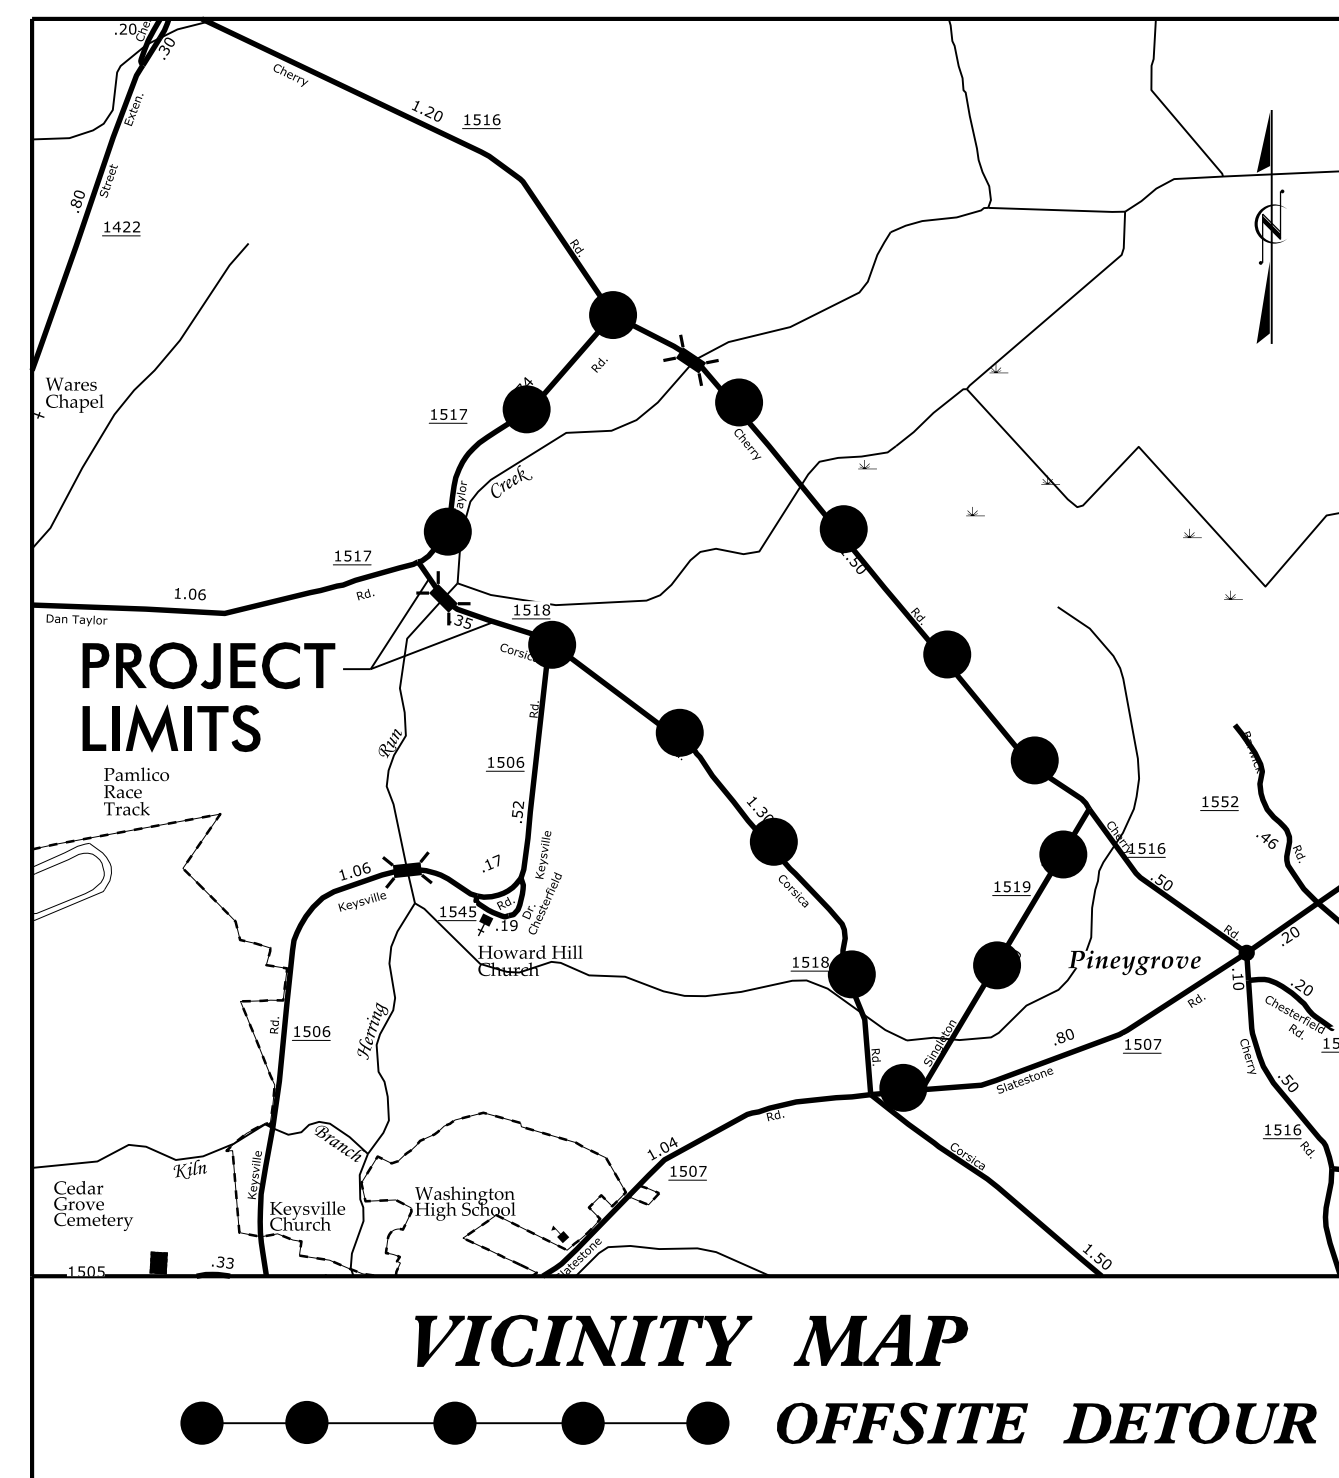 .20
.30
Exten.
Street
.80
1422
Cherry
1.20
1516
Rd.
N
Wares
Chapel
Rd.
1517
Creek
Cherry
1.50
Rd.
1517
1.06
Rd.
Dan Taylor
1518
.35
PROJECT
LIMITS
Pamlico
Race
Track
Run
Rd.
1506
.52
Keysville
1.30
Corsica
1552
.46
Rd.
Cherry
1516
.50
1519
1.06
Keysville
.17
1545
Rd.
.19
Dr.
Chesterfield
Howard Hill
Church
1518
Pineygrove
Rd.
.20
.10
.20
Chesterfield
Rd.
Rd.
1506
Herring
Rd.
Singleton
.80
1507
Slatestone
Cherry
.50
1516
Rd.
Rd.
1.04
1507
Corsica
1.50
Kiln
Branch
Keysville
Cedar
Grove
Cemetery
Keysville
Church
Washington
High School
1505
.33
VICINITY MAP
OFFSITE DETOUR